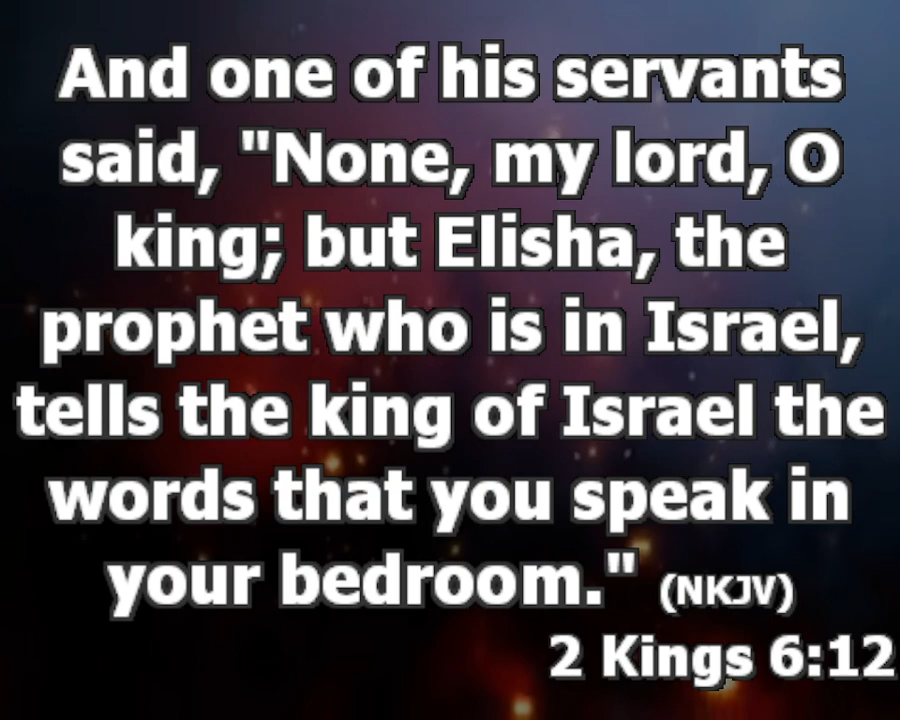 And one of his servants
said, "None, my lord, O
king; but Elisha, the
prophet who is in Israel,
tells the king of Israel the
words that you speak in
your bedroom." (NKJV)
2 Kings 6:12